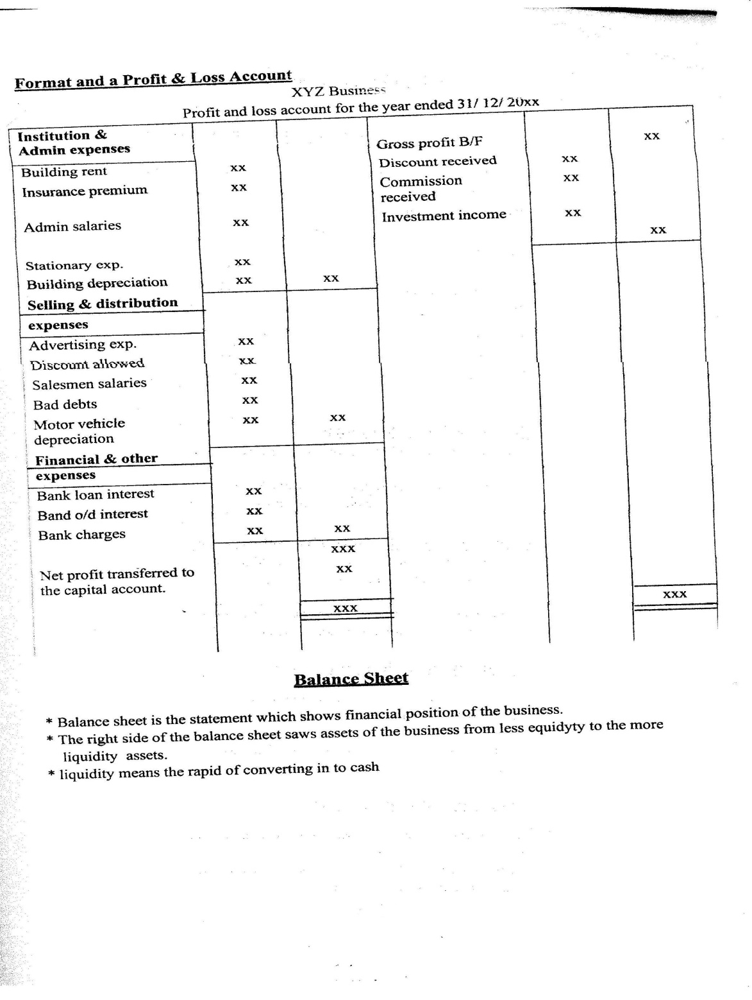 Format and a Profit & Loss Account
XYZ Business
Profit and loss account for the year ended 31/ 12/ 20xx
Institution &
Admin expenses
Building rent xx
Insurance premium xx
Admin salaries xx
Stationary exp. xx
Building depreciation xx xx
Selling & distribution
expenses
Advertising exp. xx
Discount allowed xx
Salesmen salaries xx
Bad debts xx
Motor vehicle xx xx
depreciation
Financial & other
expenses
Bank loan interest xx
Band o/d interest xx
Bank charges xx xx
xxx
Net profit transferred to xx
the capital account.
xxx
Gross profit B/F xx
Discount received xx
Commission xx
received
Investment income xx
xx
xxx
Balance Sheet
* Balance sheet is the statement which shows financial position of the business.
* The right side of the balance sheet saws assets of the business from less equidyty to the more
liquidity assets.
* liquidity means the rapid of converting in to cash